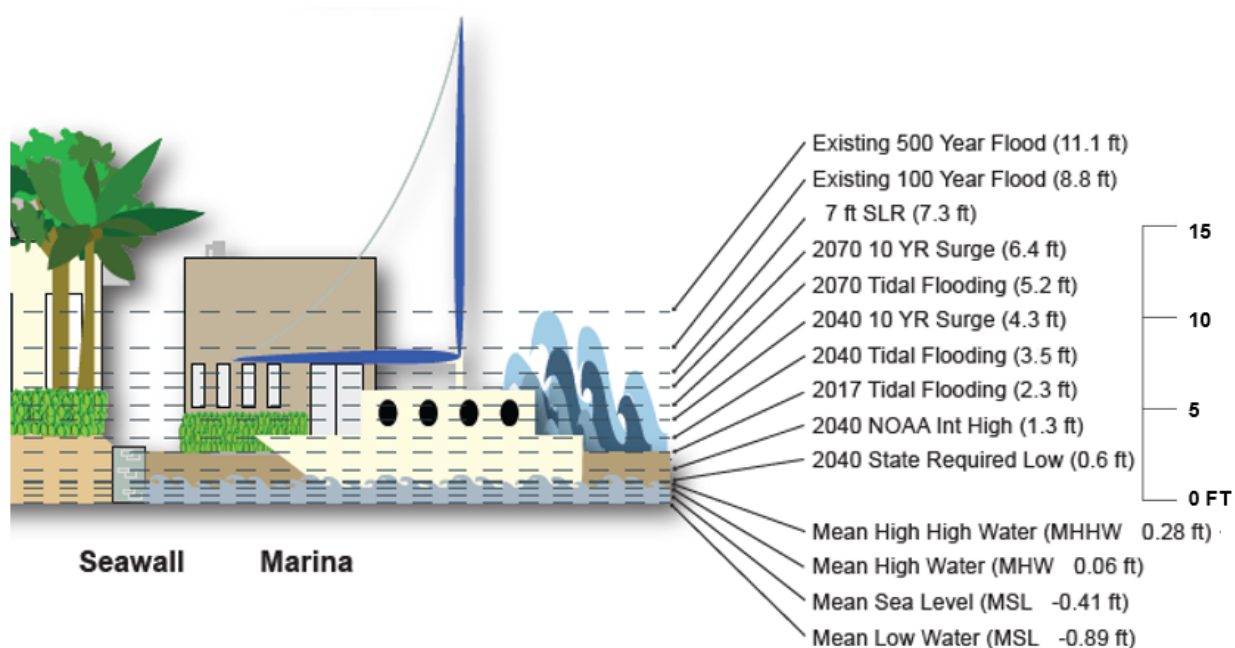 Existing 500 Year Flood (11.1 ft)
Existing 100 Year Flood (8.8 ft)
7 ft SLR (7.3 ft)
2070 10 YR Surge (6.4 ft)
2070 Tidal Flooding (5.2 ft)
2040 10 YR Surge (4.3 ft)
2040 Tidal Flooding (3.5 ft)
2017 Tidal Flooding (2.3 ft)
2040 NOAA Int High (1.3 ft)
2040 State Required Low (0.6 ft)
Mean High High Water (MHHW 0.28 ft)
Mean High Water (MHW 0.06 ft)
Mean Sea Level (MSL -0.41 ft)
Mean Low Water (MSL -0.89 ft)
15
10
5
0 FT
Seawall
Marina